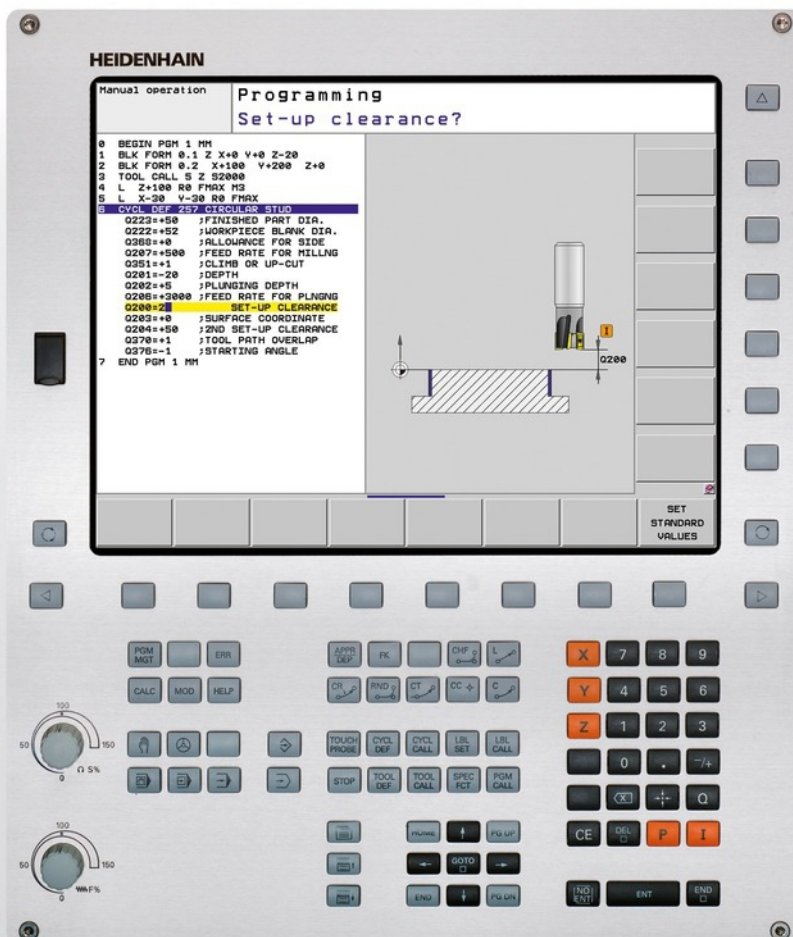 HEIDENHAIN
Manual operation
Programming
Set-up clearance?
0 BEGIN PGM 1 MM
1 BLK FORM 0.1 Z X+0 Y+0 Z-20
2 BLK FORM 0.2 X+100 Y+200 Z+0
3 TOOL CALL 5 Z S2000
4 L Z+100 R0 FMAX M3
5 L X-30 Y-30 R0 FMAX
6 CYCL DEF 257 CIRCULAR STUD
Q223=+50 ;FINISHED PART DIA.
Q222=+52 ;WORKPIECE BLANK DIA.
Q368=+0 ;ALLOWANCE FOR SIDE
Q207=+500 ;FEED RATE FOR MILLNG
Q351=+1 ;CLIMB OR UP-CUT
Q201=-20 ;DEPTH
Q202=+5 ;PLUNGING DEPTH
Q206=+3000 ;FEED RATE FOR PLNGNG
Q200=2 SET-UP CLEARANCE
Q203=+0 ;SURFACE COORDINATE
Q204=+50 ;2ND SET-UP CLEARANCE
Q370=+1 ;TOOL PATH OVERLAP
Q376=-1 ;STARTING ANGLE
7 END PGM 1 MM
I
Q200
SET
STANDARD
VALUES
PGM MGT
ERR
APPR DEP
FK
CHF
L
X
7
8
9
CALC
MOD
HELP
CR
RND
CT
CC
C
Y
4
5
6
100
50
150
0
S%
TOUCH PROBE
CYCL DEF
CYCL CALL
LBL SET
LBL CALL
Z
1
2
3
STOP
TOOL DEF
TOOL CALL
SPEC FCT
PGM CALL
0
.
-/+
X
Q
100
50
150
0
F%
HOME
PG UP
CE
DEL
P
I
GOTO
END
PG DN
NO ENT
ENT
END